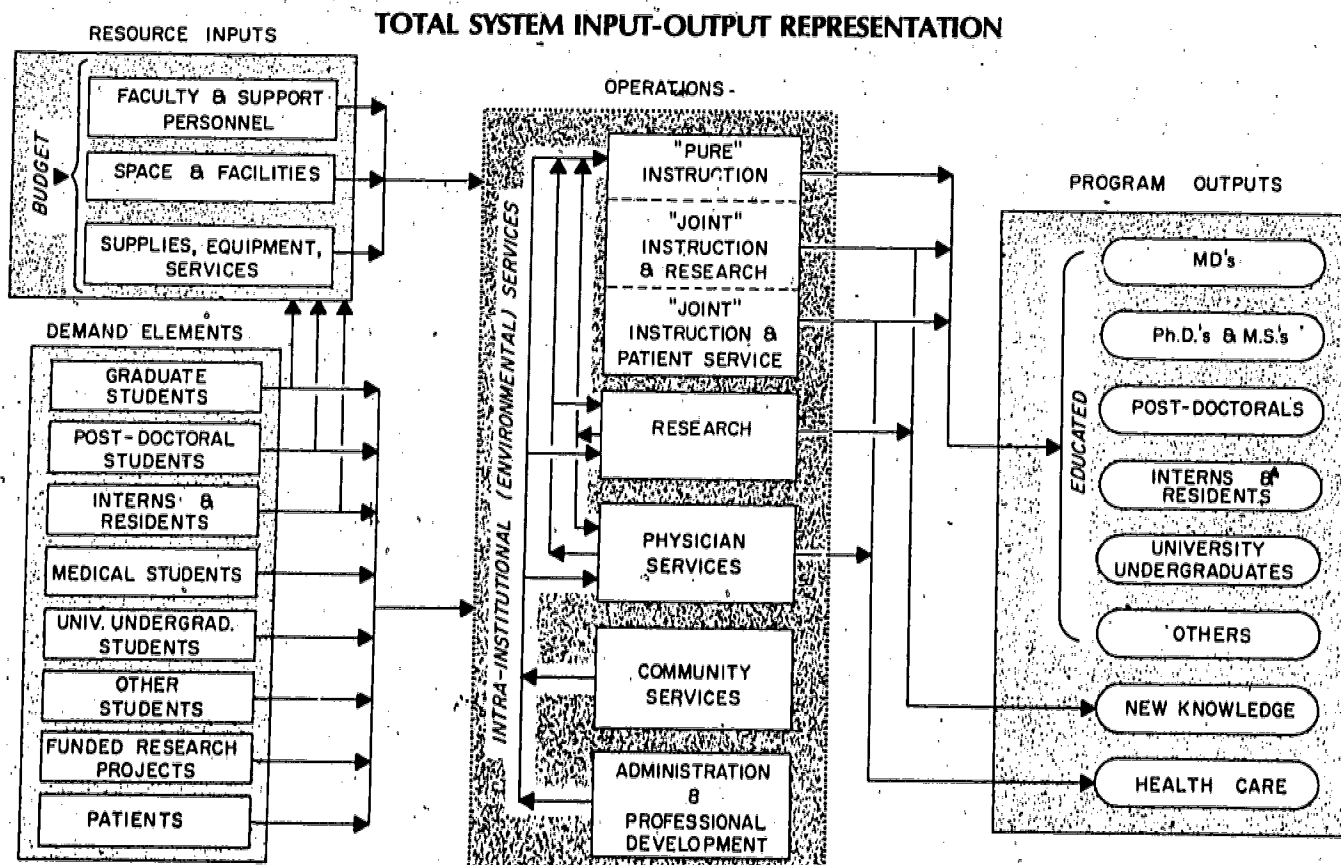 TOTAL SYSTEM INPUT-OUTPUT REPRESENTATION
RESOURCE INPUTS
BUDGET
FACULTY & SUPPORT
PERSONNEL
SPACE & FACILITIES
SUPPLIES, EQUIPMENT,
SERVICES
DEMAND ELEMENTS
GRADUATE
STUDENTS
POST-DOCTORAL
STUDENTS
INTERNS &
RESIDENTS
MEDICAL STUDENTS
UNIV. UNDERGRAD.
STUDENTS
OTHER
STUDENTS
FUNDED RESEARCH
PROJECTS
PATIENTS
OPERATIONS
INTRA-INSTITUTIONAL (ENVIRONMENTAL) SERVICES
"PURE"
INSTRUCTION
"JOINT"
INSTRUCTION
& RESEARCH
"JOINT"
INSTRUCTION &
PATIENT SERVICE
RESEARCH
PHYSICIAN
SERVICES
COMMUNITY
SERVICES
ADMINISTRATION
&
PROFESSIONAL
DEVELOPMENT
PROGRAM OUTPUTS
EDUCATED
MD's
Ph.D.'s & M.S.'s
POST-DOCTORALS
INTERNS &
RESIDENTS
UNIVERSITY
UNDERGRADUATES
OTHERS
NEW KNOWLEDGE
HEALTH CARE